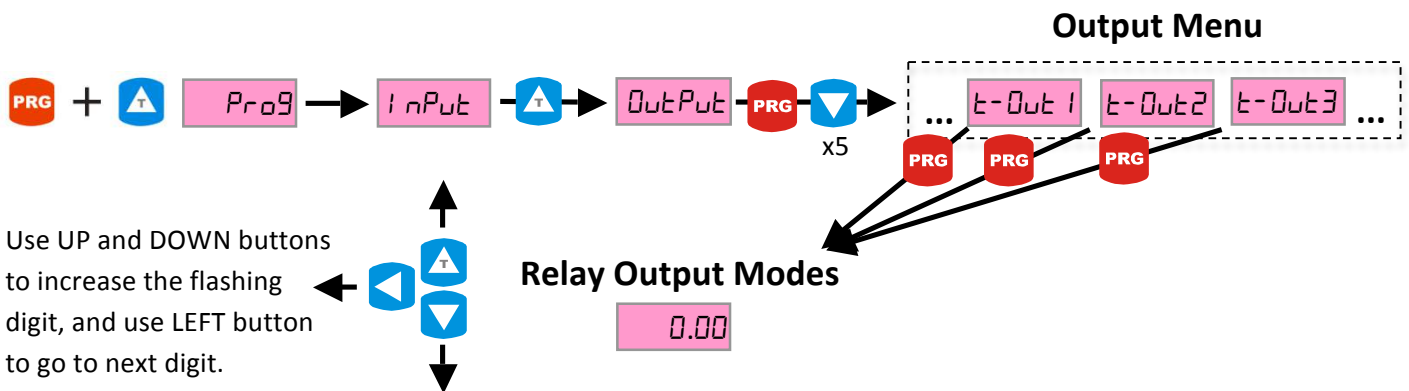 Output Menu
PRG + T Prog InPut T OutPut PRG x5 ... t-Out1 t-Out2 t-Out3 ...
PRG PRG PRG
Use UP and DOWN buttons
to increase the flashing
digit, and use LEFT button
to go to next digit.
T
Relay Output Modes
0.00